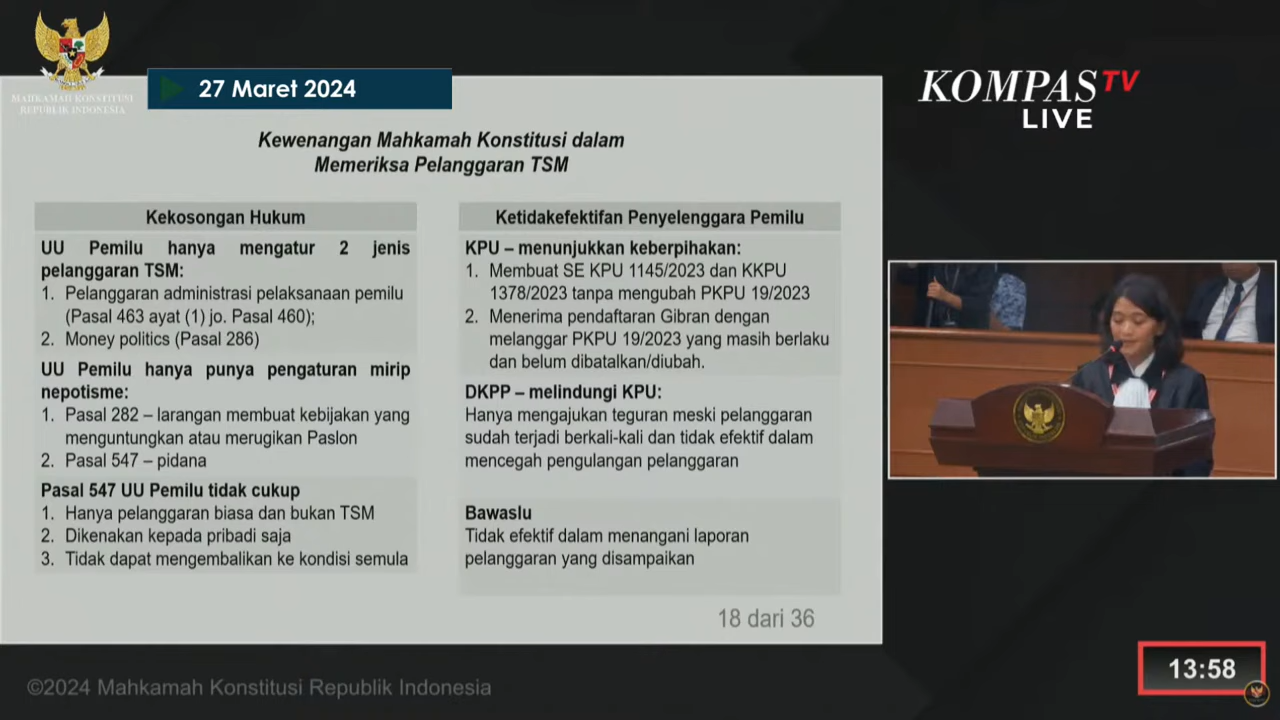 MAHKAMAH KONSTITUSI
REPUBLIK INDONESIA
27 Maret 2024
KOMPAS TV
LIVE
Kewenangan Mahkamah Konstitusi dalam
Memeriksa Pelanggaran TSM
Kekosongan Hukum
UU Pemilu hanya mengatur 2 jenis
pelanggaran TSM:
1. Pelanggaran administrasi pelaksanaan pemilu
(Pasal 463 ayat (1) jo. Pasal 460);
2. Money politics (Pasal 286)
UU Pemilu hanya punya pengaturan mirip
nepotisme:
1. Pasal 282 – larangan membuat kebijakan yang
menguntungkan atau merugikan Paslon
2. Pasal 547 – pidana
Pasal 547 UU Pemilu tidak cukup
1. Hanya pelanggaran biasa dan bukan TSM
2. Dikenakan kepada pribadi saja
3. Tidak dapat mengembalikan ke kondisi semula
Ketidakefektifan Penyelenggara Pemilu
KPU – menunjukkan keberpihakan:
1. Membuat SE KPU 1145/2023 dan KKPU
1378/2023 tanpa mengubah PKPU 19/2023
2. Menerima pendaftaran Gibran dengan
melanggar PKPU 19/2023 yang masih berlaku
dan belum dibatalkan/diubah.
DKPP – melindungi KPU:
Hanya mengajukan teguran meski pelanggaran
sudah terjadi berkali-kali dan tidak efektif dalam
mencegah pengulangan pelanggaran
Bawaslu
Tidak efektif dalam menangani laporan
pelanggaran yang disampaikan
18 dari 36
13:58
©2024 Mahkamah Konstitusi Republik Indonesia